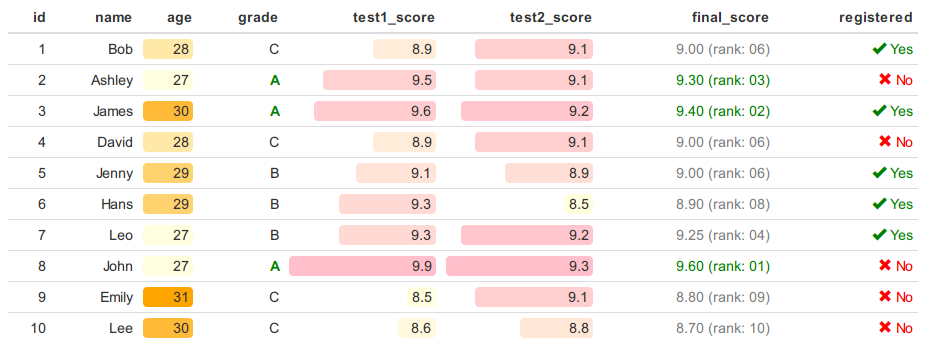 id name age grade test1_score test2_score final_score registered
1 Bob 28 C 8.9 9.1 9.00 (rank: 06) ✔ Yes
2 Ashley 27 A 9.5 9.1 9.30 (rank: 03) ✖ No
3 James 30 A 9.6 9.2 9.40 (rank: 02) ✔ Yes
4 David 28 C 8.9 9.1 9.00 (rank: 06) ✖ No
5 Jenny 29 B 9.1 8.9 9.00 (rank: 06) ✔ Yes
6 Hans 29 B 9.3 8.5 8.90 (rank: 08) ✔ Yes
7 Leo 27 B 9.3 9.2 9.25 (rank: 04) ✔ Yes
8 John 27 A 9.9 9.3 9.60 (rank: 01) ✖ No
9 Emily 31 C 8.5 9.1 8.80 (rank: 09) ✖ No
10 Lee 30 C 8.6 8.8 8.70 (rank: 10) ✖ No